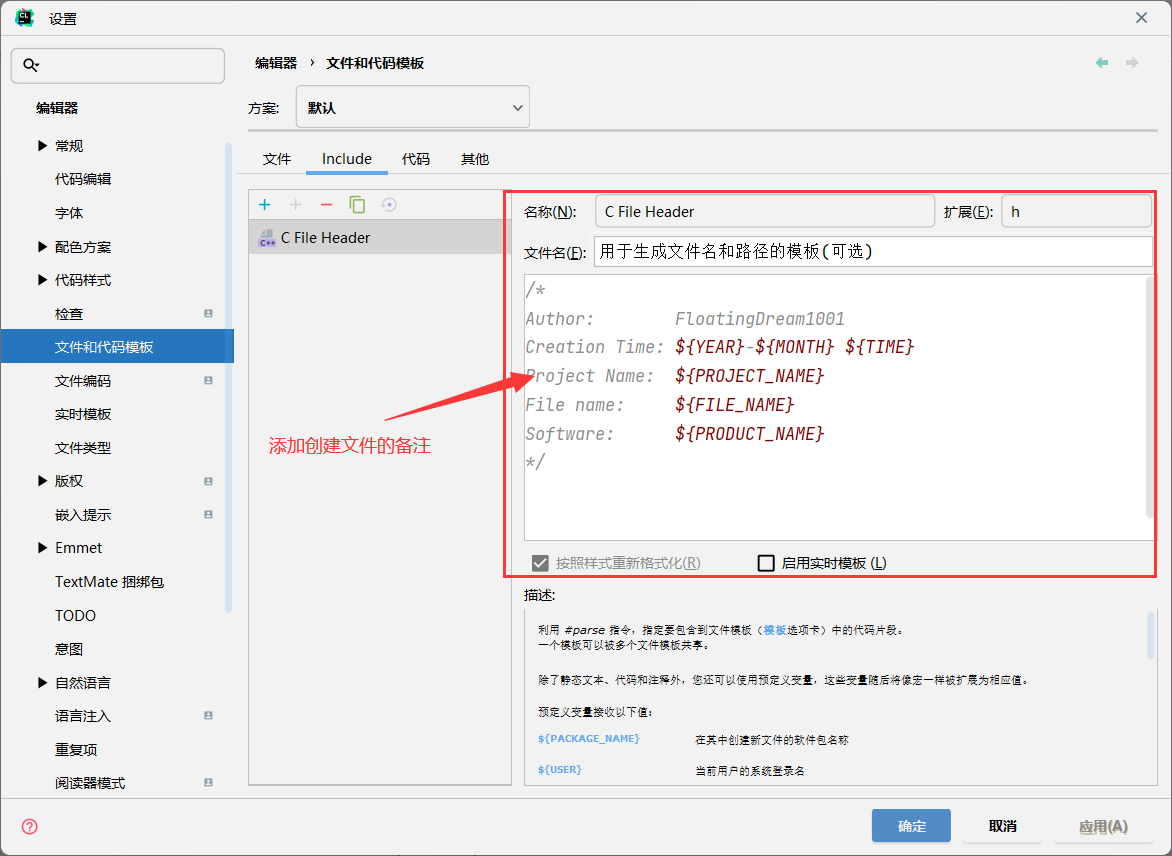 设置
编辑器 › 文件和代码模板
编辑器
方案: 默认
常规
代码编辑
字体
配色方案
代码样式
检查
文件和代码模板
文件编码
实时模板
文件类型
版权
嵌入提示
Emmet
TextMate 捆绑包
TODO
意图
自然语言
语言注入
重复项
阅读器模式
文件 Include 代码 其他
C File Header
名称(N): C File Header 扩展(E): h
文件名(F): 用于生成文件名和路径的模板(可选)
/*
Author: FloatingDream1001
Creation Time: ${YEAR}-${MONTH} ${TIME}
Project Name: ${PROJECT_NAME}
File name: ${FILE_NAME}
Software: ${PRODUCT_NAME}
*/
添加创建文件的备注
按照样式重新格式化(R) 启用实时模板 (L)
描述:
利用 #parse 指令，指定要包含到文件模板（模板选项卡）中的代码片段。
一个模板可以被多个文件模板共享。
除了静态文本、代码和注释外，您还可以使用预定义变量，这些变量随后将像宏一样被扩展为相应值。
预定义变量接收以下值:
${PACKAGE_NAME} 在其中创建新文件的软件包名称
${USER} 当前用户的系统登录名
确定 取消 应用(A)